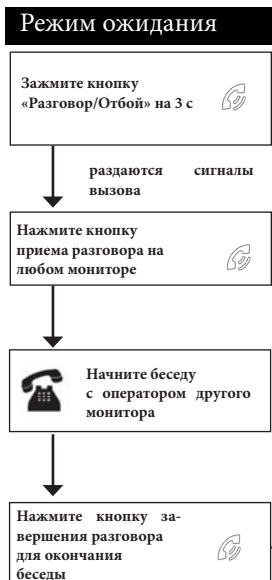 Режим ожидания
Зажмите кнопку
«Разговор/Отбой» на 3 с
раздаются сигналы
вызова
Нажмите кнопку
приема разговора на
любом мониторе
Начните беседу
с оператором другого
монитора
Нажмите кнопку за-
вершения разговора
для окончания
беседы